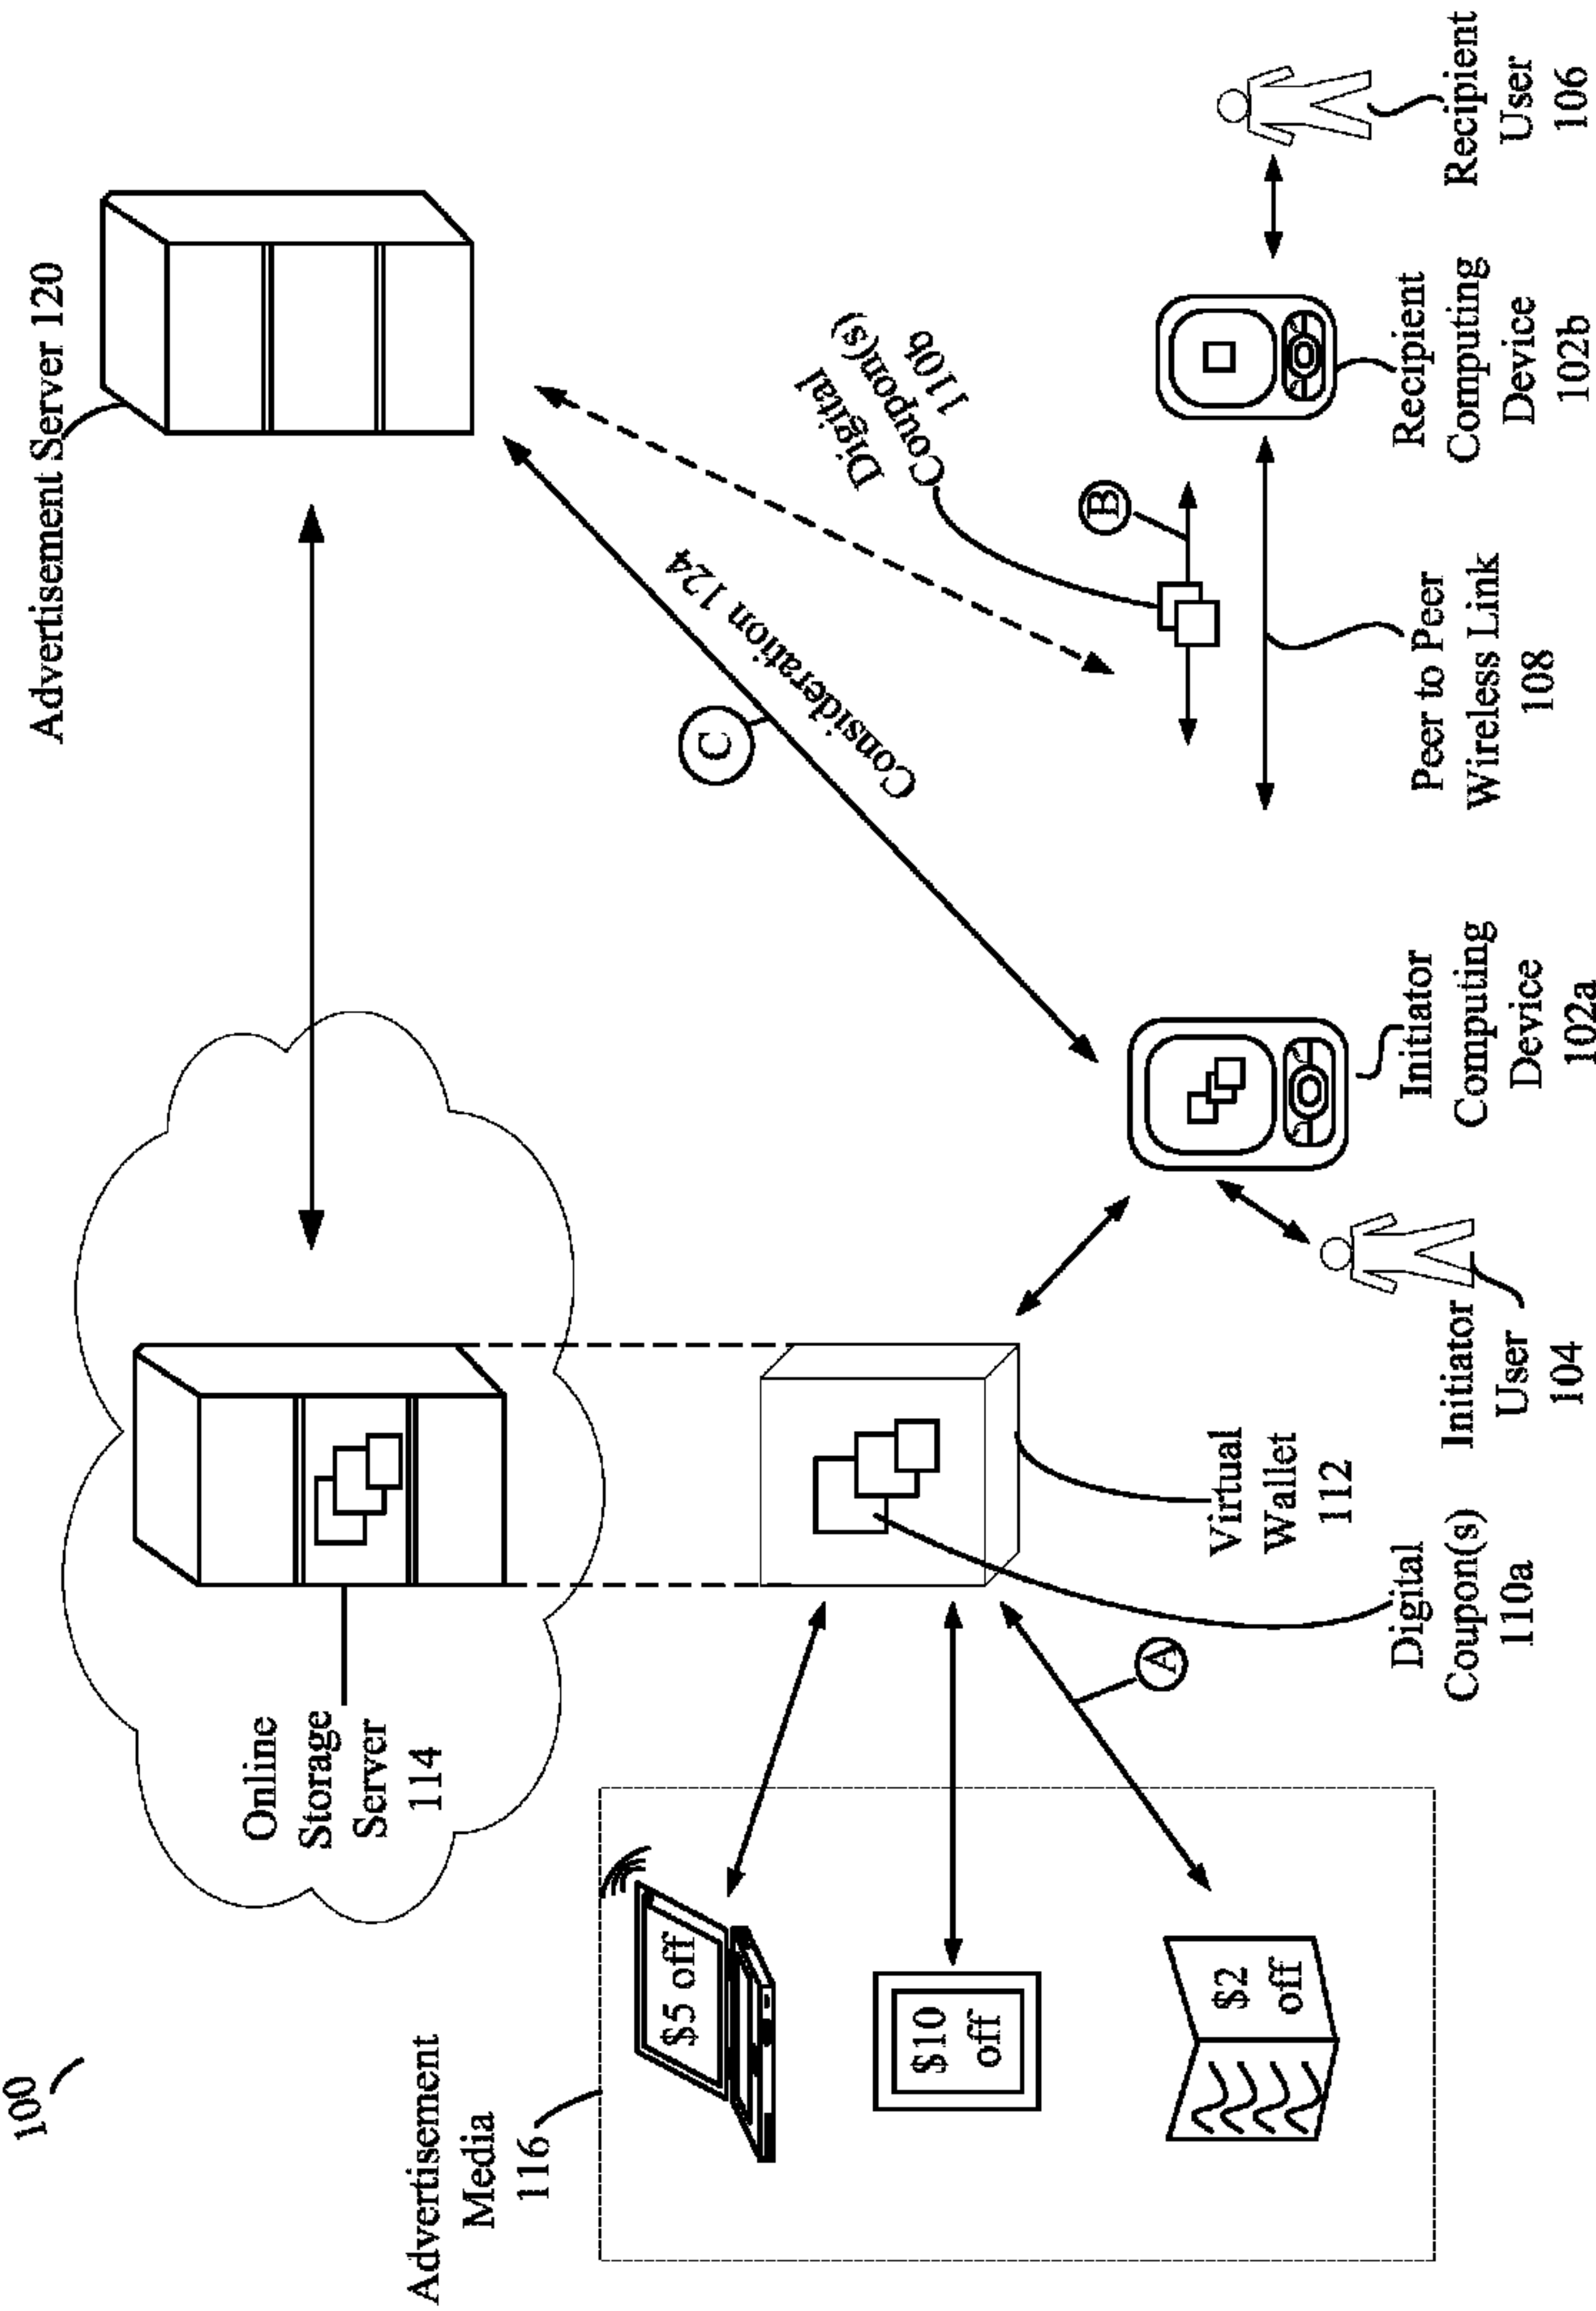 100
Advertisement
Media
116
$5 off
$10
off
$2
off
Online
Storage
Server
114
Advertisement Server 120
C
Consideration 124
Digital
Coupon(s)
110b
B
A
Digital
Coupon(s)
110a
Virtual
Wallet
112
Initiator
User
104
Initiator
Computing
Device
102a
Peer to Peer
Wireless Link
108
Recipient
Computing
Device
102b
Recipient
User
106